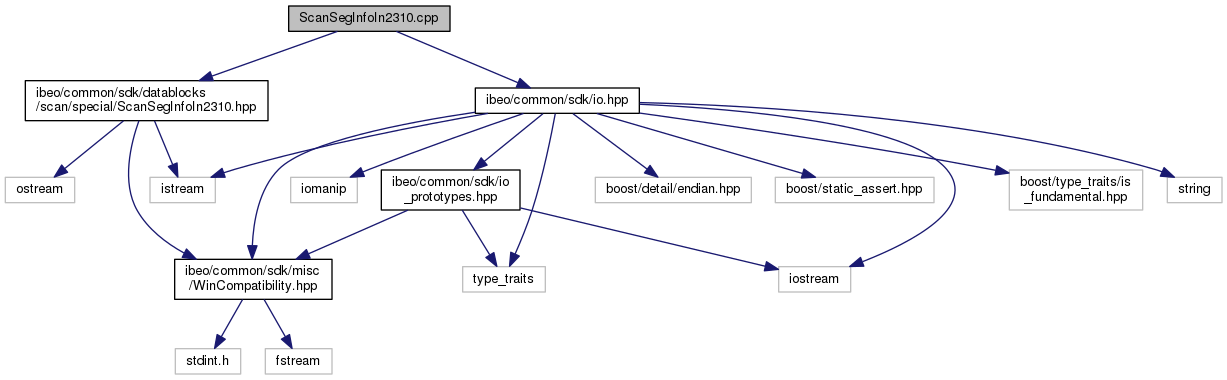 ScanSegInfoIn2310.cpp
ibeo/common/sdk/datablocks
/scan/special/ScanSegInfoIn2310.hpp
ibeo/common/sdk/io.hpp
ostream
istream
iomanip
ibeo/common/sdk/io
_prototypes.hpp
boost/detail/endian.hpp
boost/static_assert.hpp
boost/type_traits/is
_fundamental.hpp
string
ibeo/common/sdk/misc
/WinCompatibility.hpp
type_traits
iostream
stdint.h
fstream